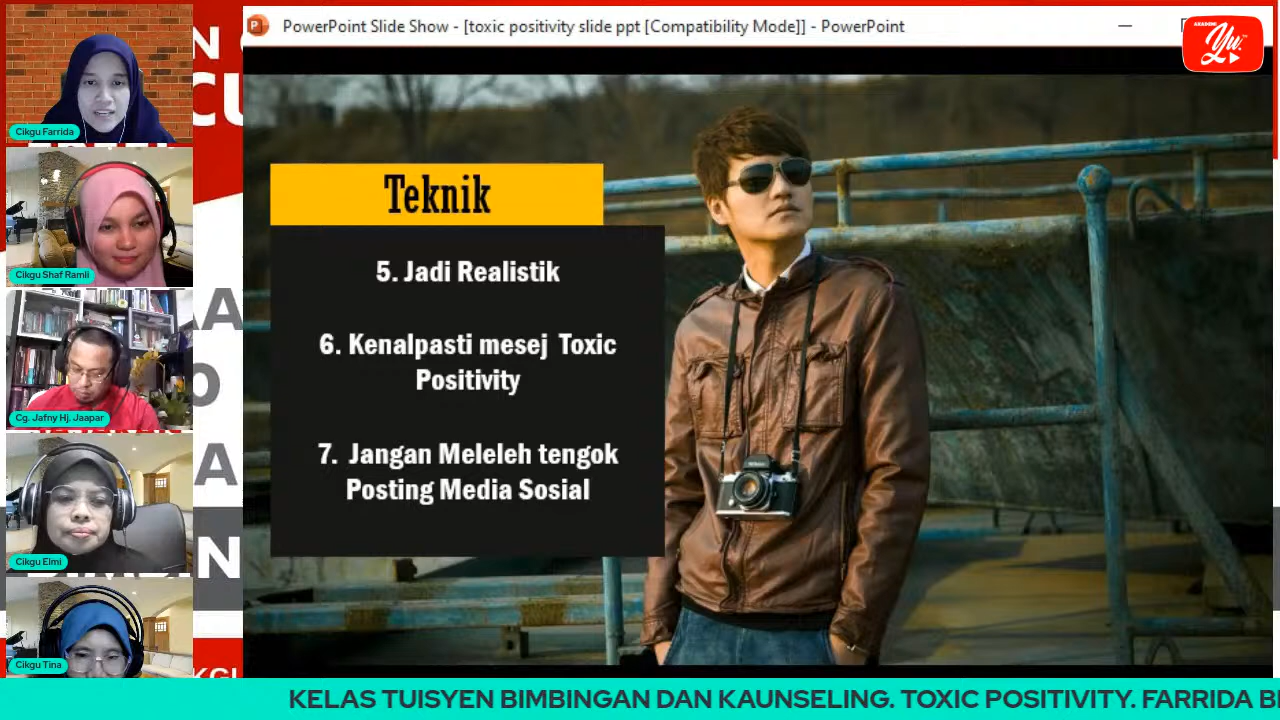 PowerPoint Slide Show - [toxic positivity slide ppt [Compatibility Mode]] - PowerPoint
AKADEMI
Yu
Teknik
5. Jadi Realistik
6. Kenalpasti mesej Toxic
Positivity
7. Jangan Meleleh tengok
Posting Media Sosial
Cikgu Farrida
Cikgu Shaf Ramli
Cg. Jafny Hj. Jaapar
Cikgu Elmi
Cikgu Tina
KELAS TUISYEN BIMBINGAN DAN KAUNSELING. TOXIC POSITIVITY. FARRIDA B